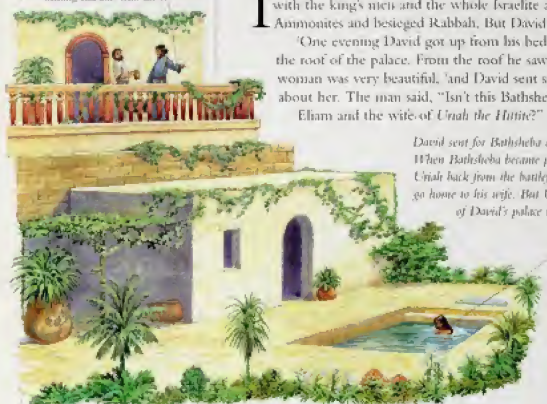 with the king's men and the whole Israelite
Ammonites and besieged Rabbah. But David
'One evening David got up from his bed
the roof of the palace. From the roof he saw
woman was very beautiful, 'and David sent s
about her. The man said, "Isn't this Bathshe
Eliam and the wife of Uriah the Hittite?"
David sent for Bathsheba
When Bathsheba became p
Uriah back from the battle
go home to his wife. But
of David's palace